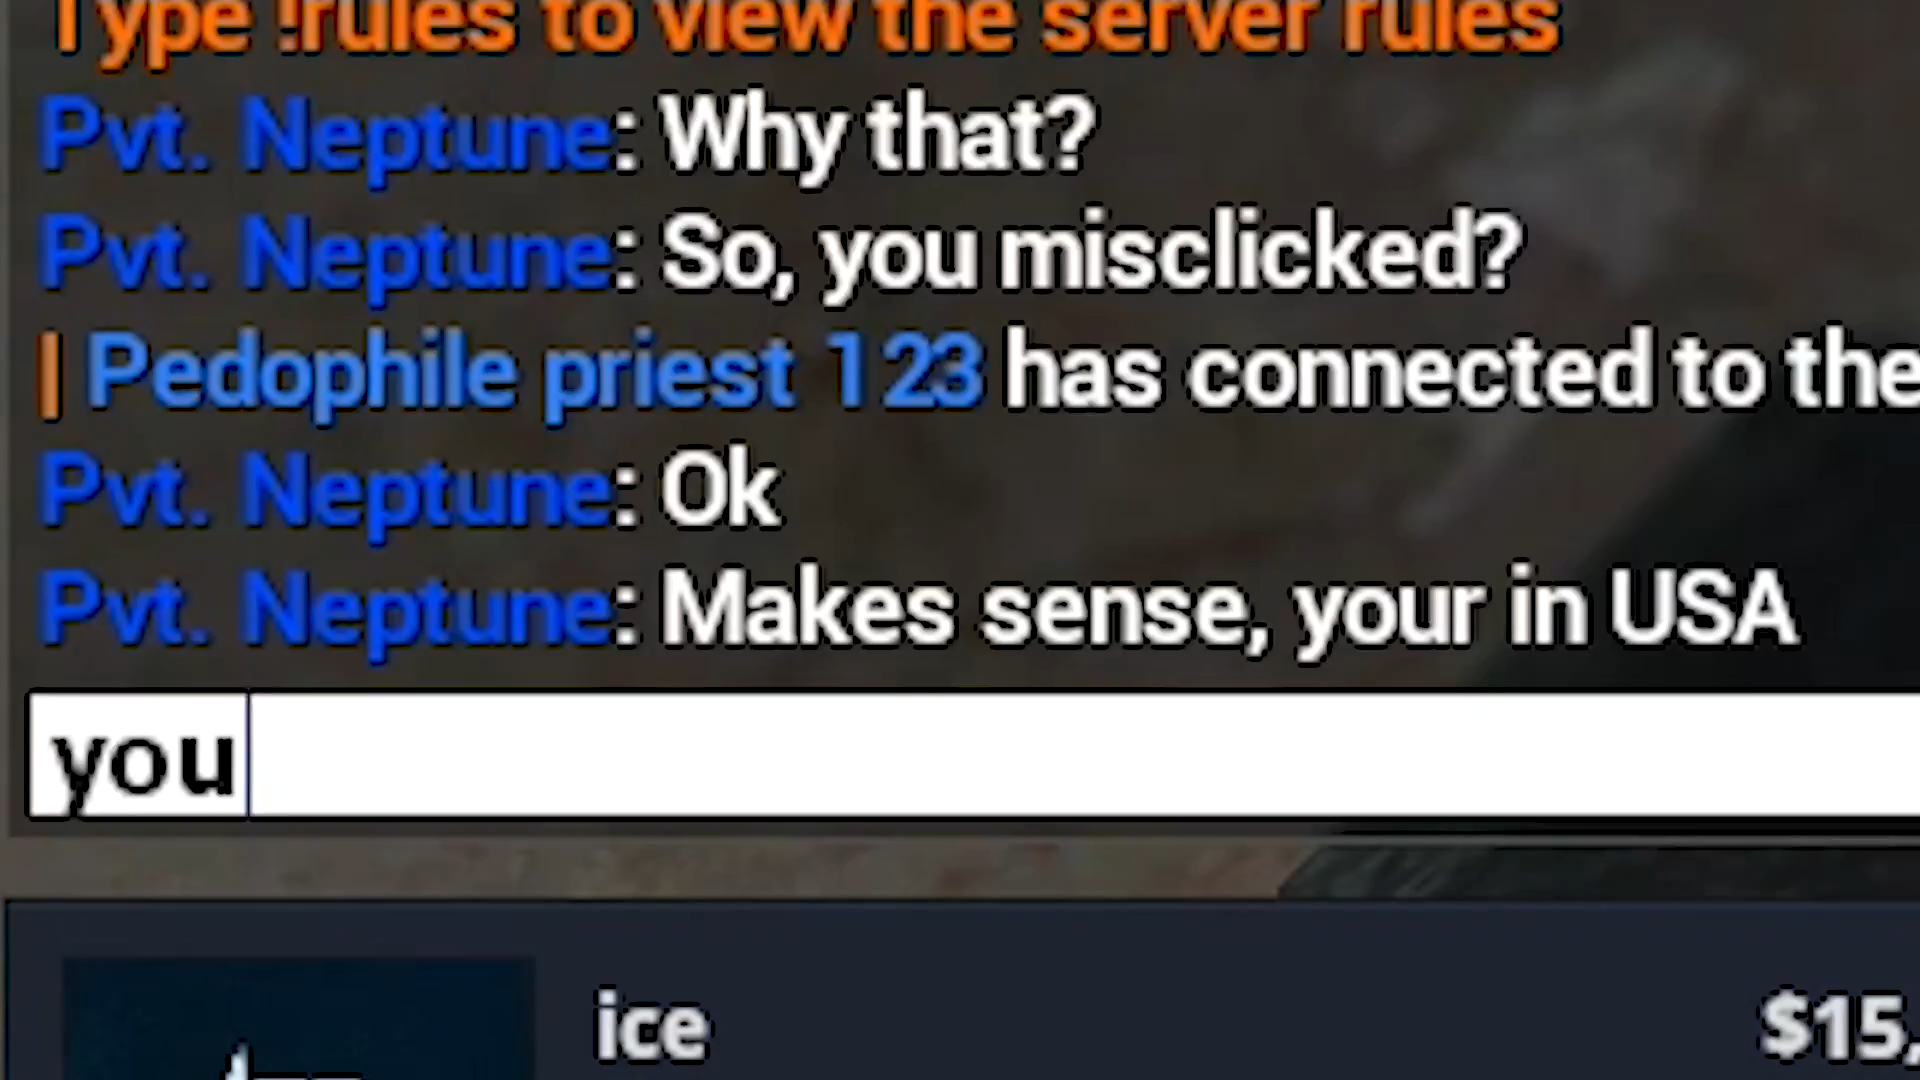 Type !rules to view the server rules
Pvt. Neptune: Why that?
Pvt. Neptune: So, you misclicked?
| Pedophile priest 123 has connected to the
Pvt. Neptune: Ok
Pvt. Neptune: Makes sense, your in USA
you
ice
$15,